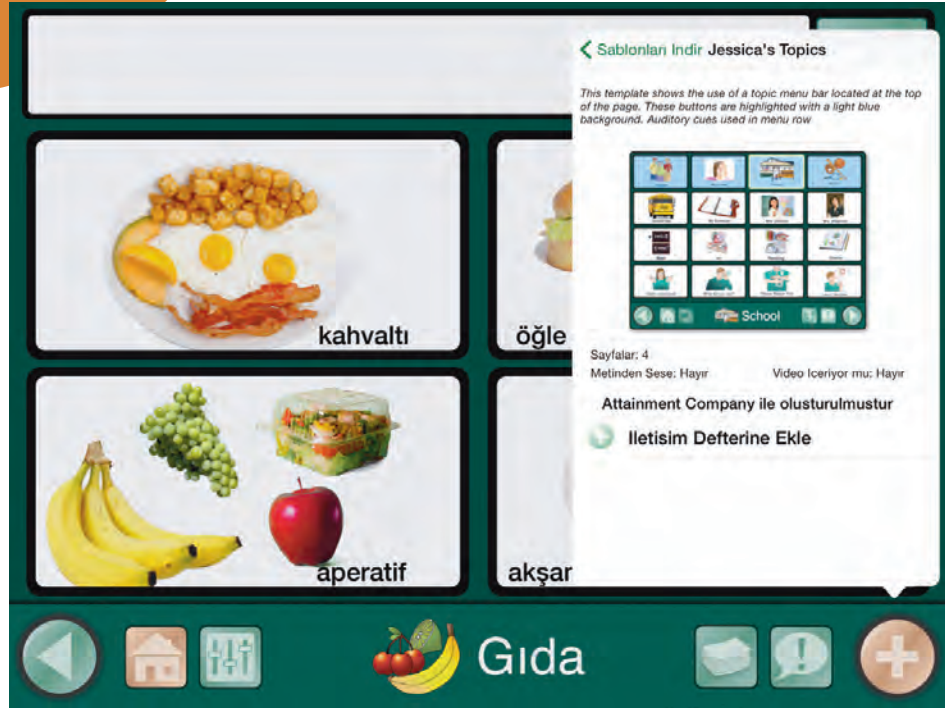 Sablonları Indir Jessica's Topics
This template shows the use of a topic menu bar located at the top
of the page. These buttons are highlighted with a light blue
background. Auditory cues used in menu row
School
Sayfalar: 4
Metinden Sese: Hayır Video Iceriyor mu: Hayır
Attainment Company ile olusturulmustur
Iletisim Defterine Ekle
kahvaltı
öğle
aperatif
akşar
Gıda